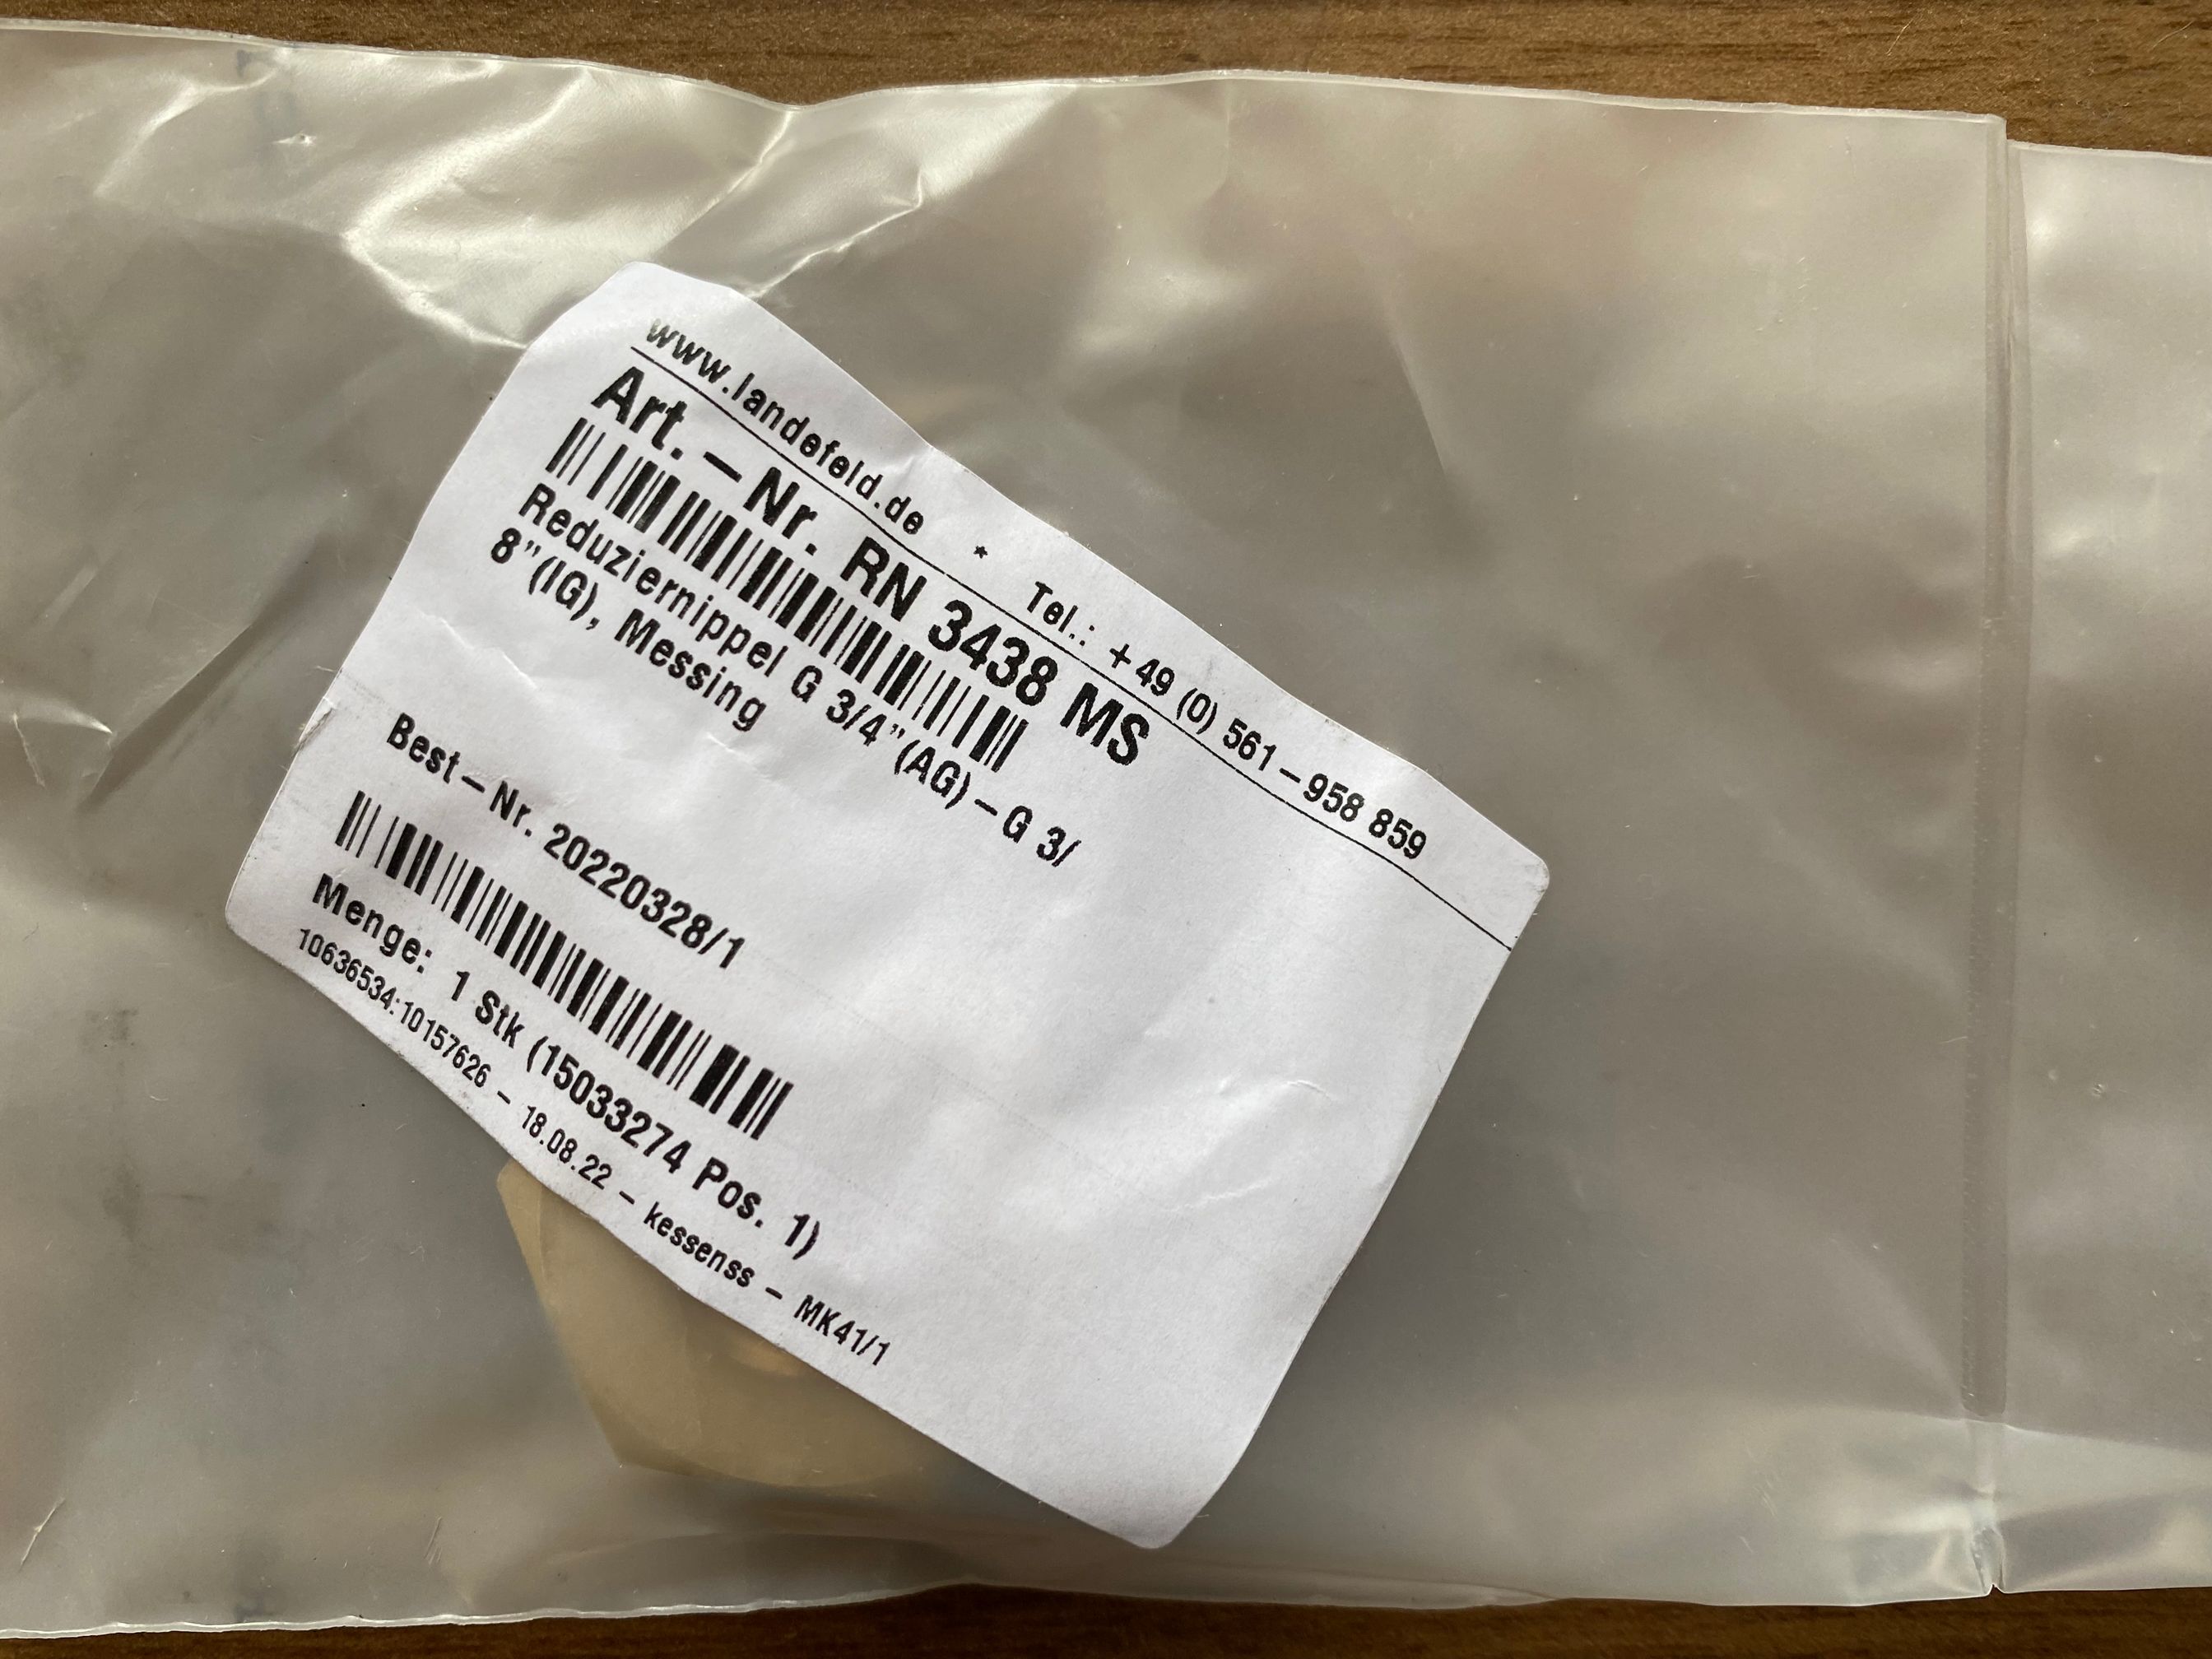 www.landefeld.de * Tel.: +49 (0) 561-958 859
Art.-Nr. RN 3438 MS
Reduziernippel G 3/4"(AG)-G 3/
8"(IG), Messing
Best-Nr. 20220328/1
Menge: 1 Stk (15033274 Pos. 1)
10636534:10157626 - 18.08.22 - kessenss - MK41/1